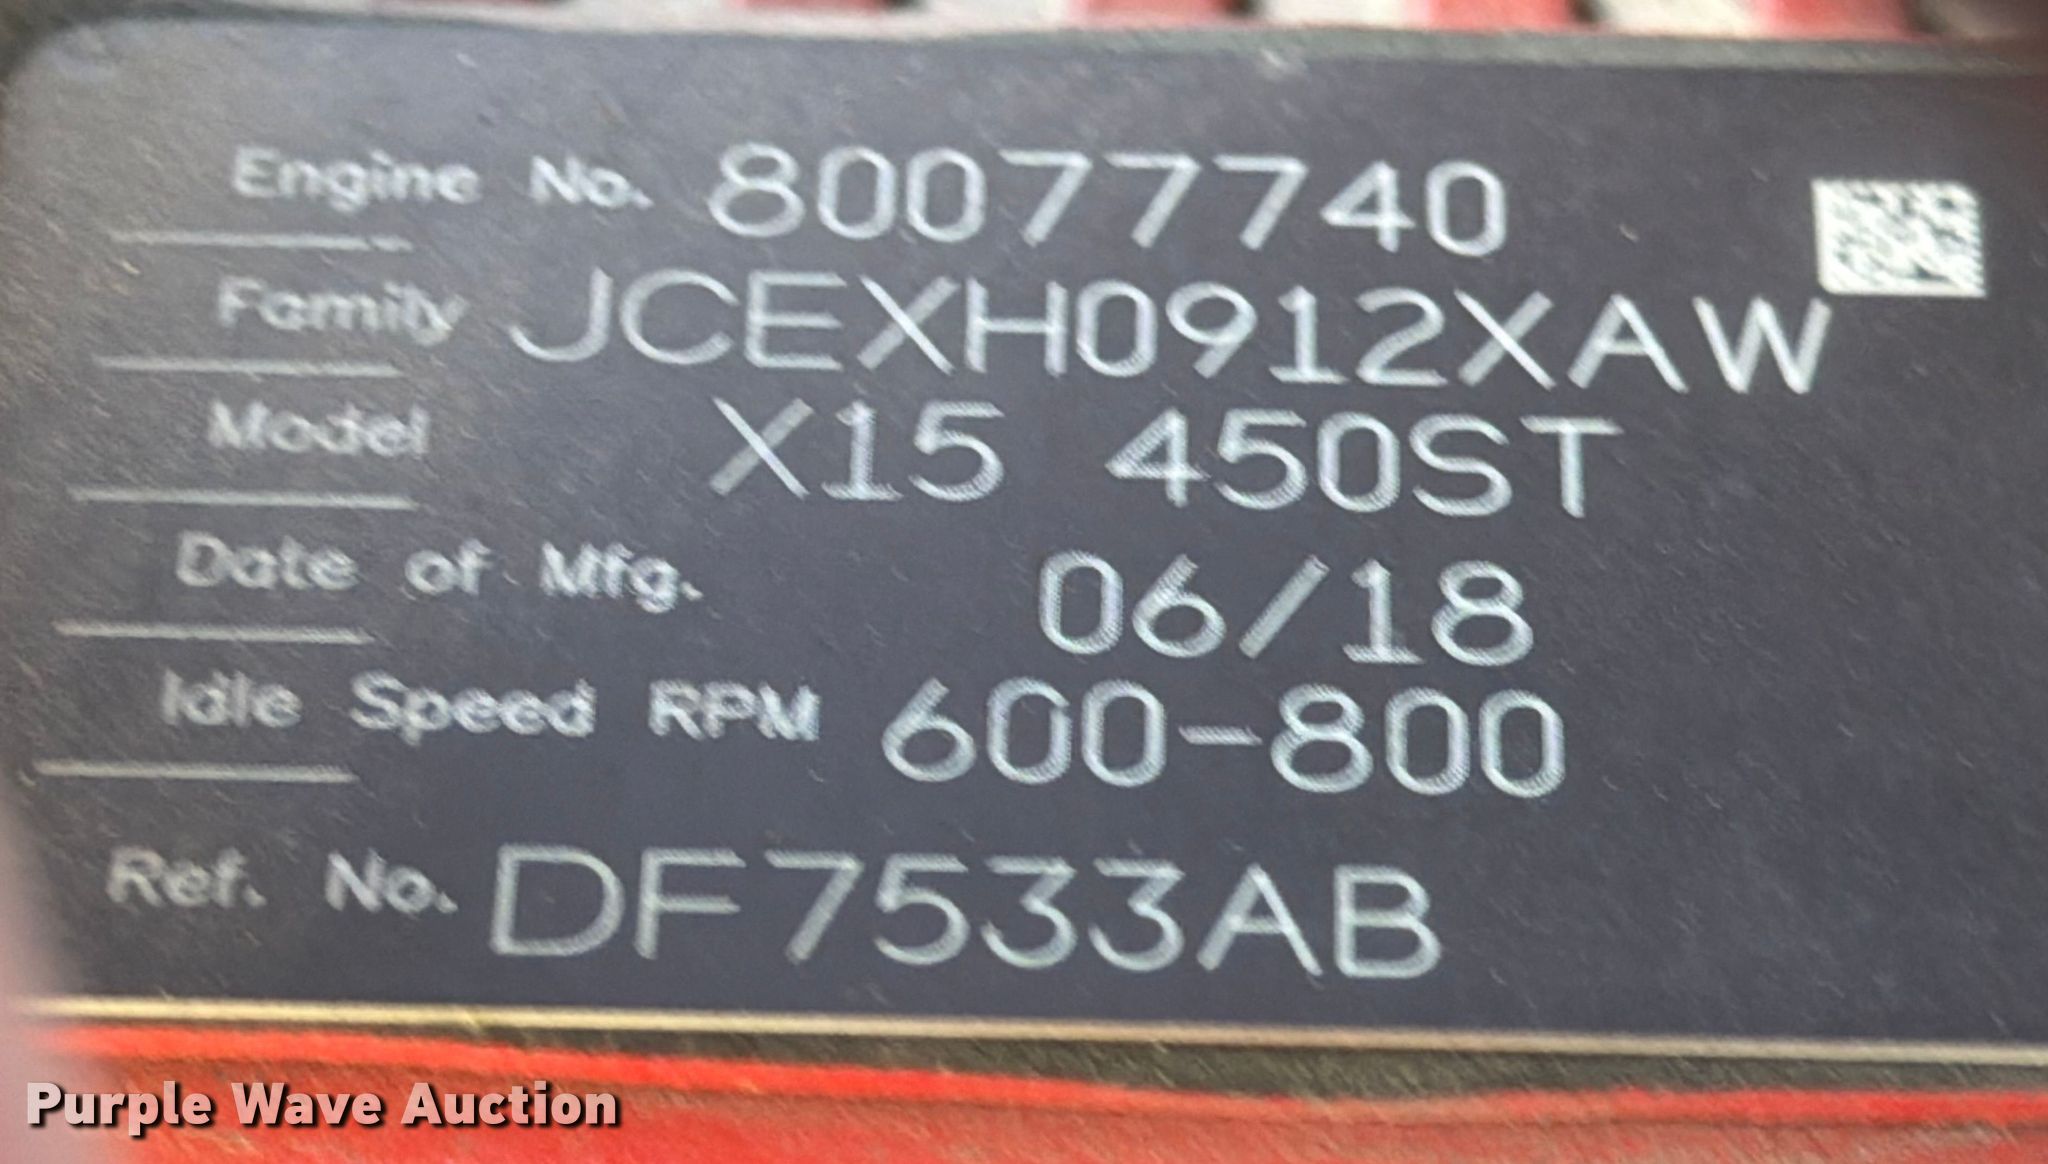 Engine No. 80077740
Family JCEXH0912XAW
Model X15 450ST
Date of Mfg. 06/18
Idle Speed RPM 600-800
Ref. No. DF7533AB
Purple Wave Auction